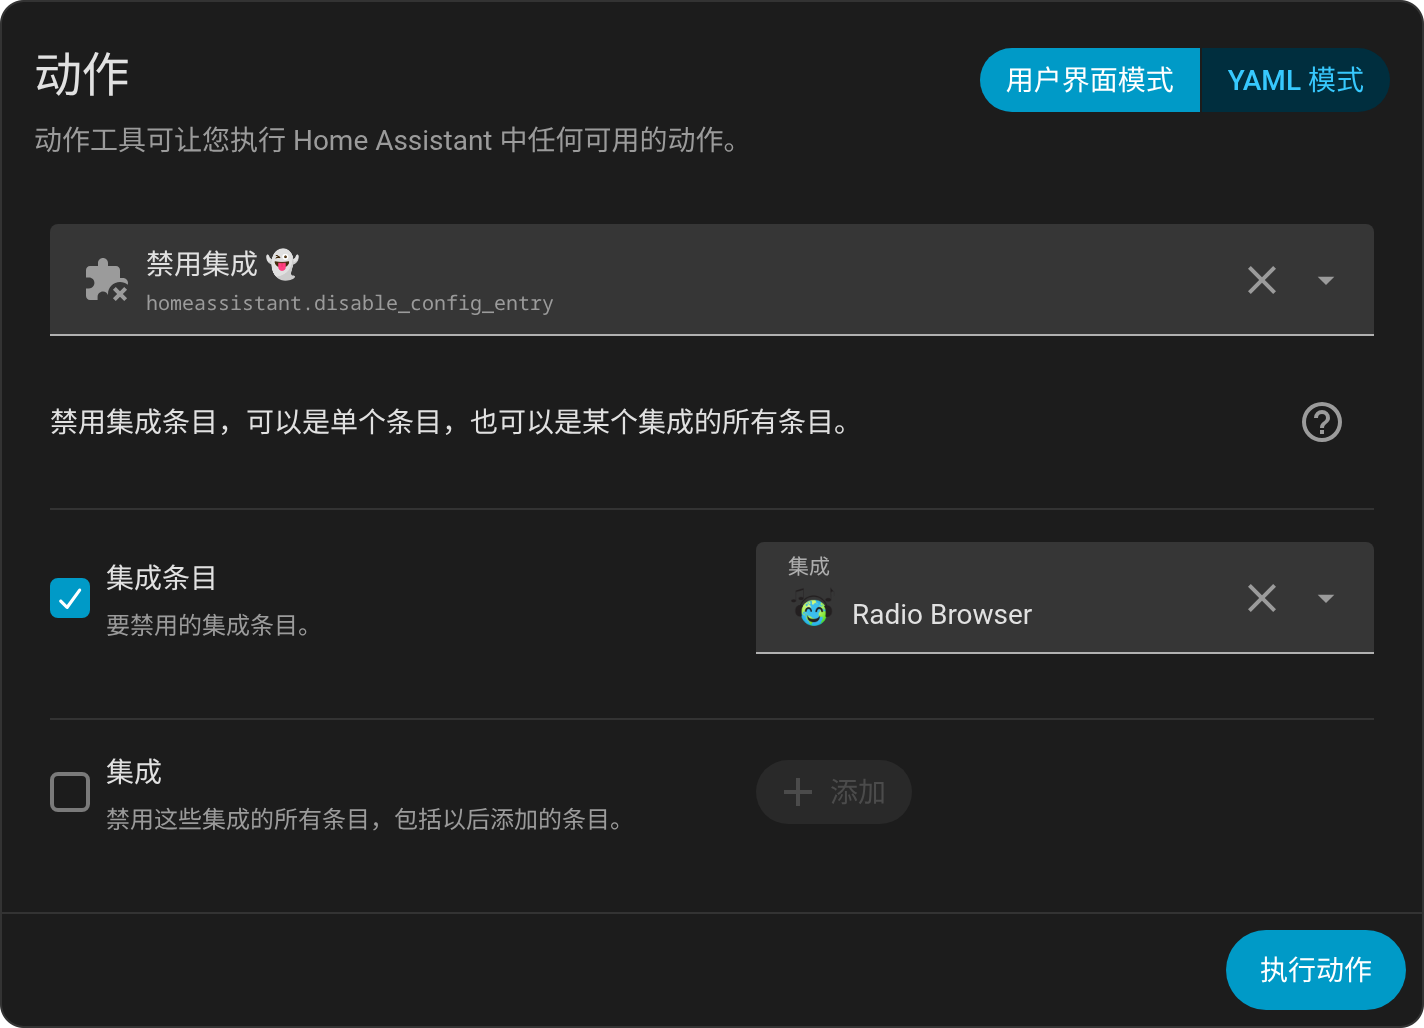 动作
用户界面模式
YAML 模式
动作工具可让您执行 Home Assistant 中任何可用的动作。
禁用集成 👻
homeassistant.disable_config_entry
禁用集成条目，可以是单个条目，也可以是某个集成的所有条目。
集成条目
要禁用的集成条目。
集成
Radio Browser
集成
禁用这些集成的所有条目，包括以后添加的条目。
添加
执行动作